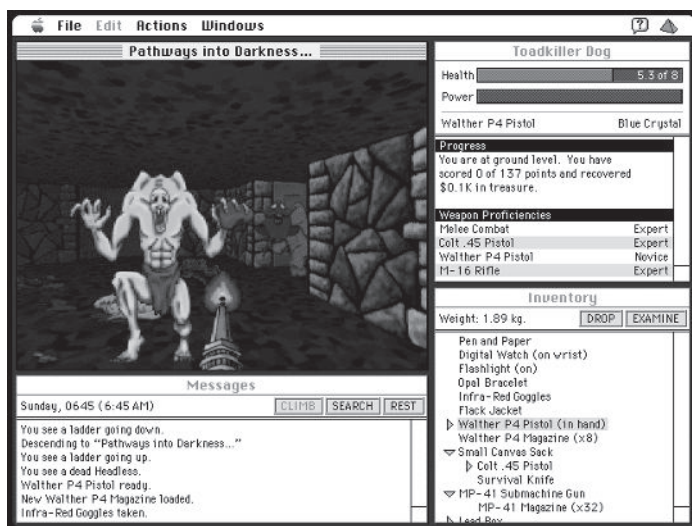 File Edit Actions Windows
Pathways into Darkness...
Toadkiller Dog
Health 5.3 of 8
Power
Walther P4 Pistol Blue Crystal
Progress
You are at ground level. You have
scored 0 of 137 points and recovered
$0.1K in treasure.
Weapon Proficiencies
Melee Combat Expert
Colt .45 Pistol Expert
Walther P4 Pistol Novice
M-16 Rifle Expert
Inventory
Weight: 1.89 kg. DROP EXAMINE
Pen and Paper
Digital Watch (on wrist)
Flashlight (on)
Opal Bracelet
Infra-Red Goggles
Flack Jacket
Walther P4 Pistol (in hand)
Walther P4 Magazine (x8)
Small Canvas Sack
Colt .45 Pistol
Survival Knife
MP-41 Submachine Gun
MP-41 Magazine (x32)
Lead Box
Messages
Sunday, 0645 (6:45 AM) CLIMB SEARCH REST
You see a ladder going down.
Descending to "Pathways into Darkness..."
You see a ladder going up.
You see a dead Headless.
Walther P4 Pistol ready.
New Walther P4 Magazine loaded.
Infra-Red Goggles taken.